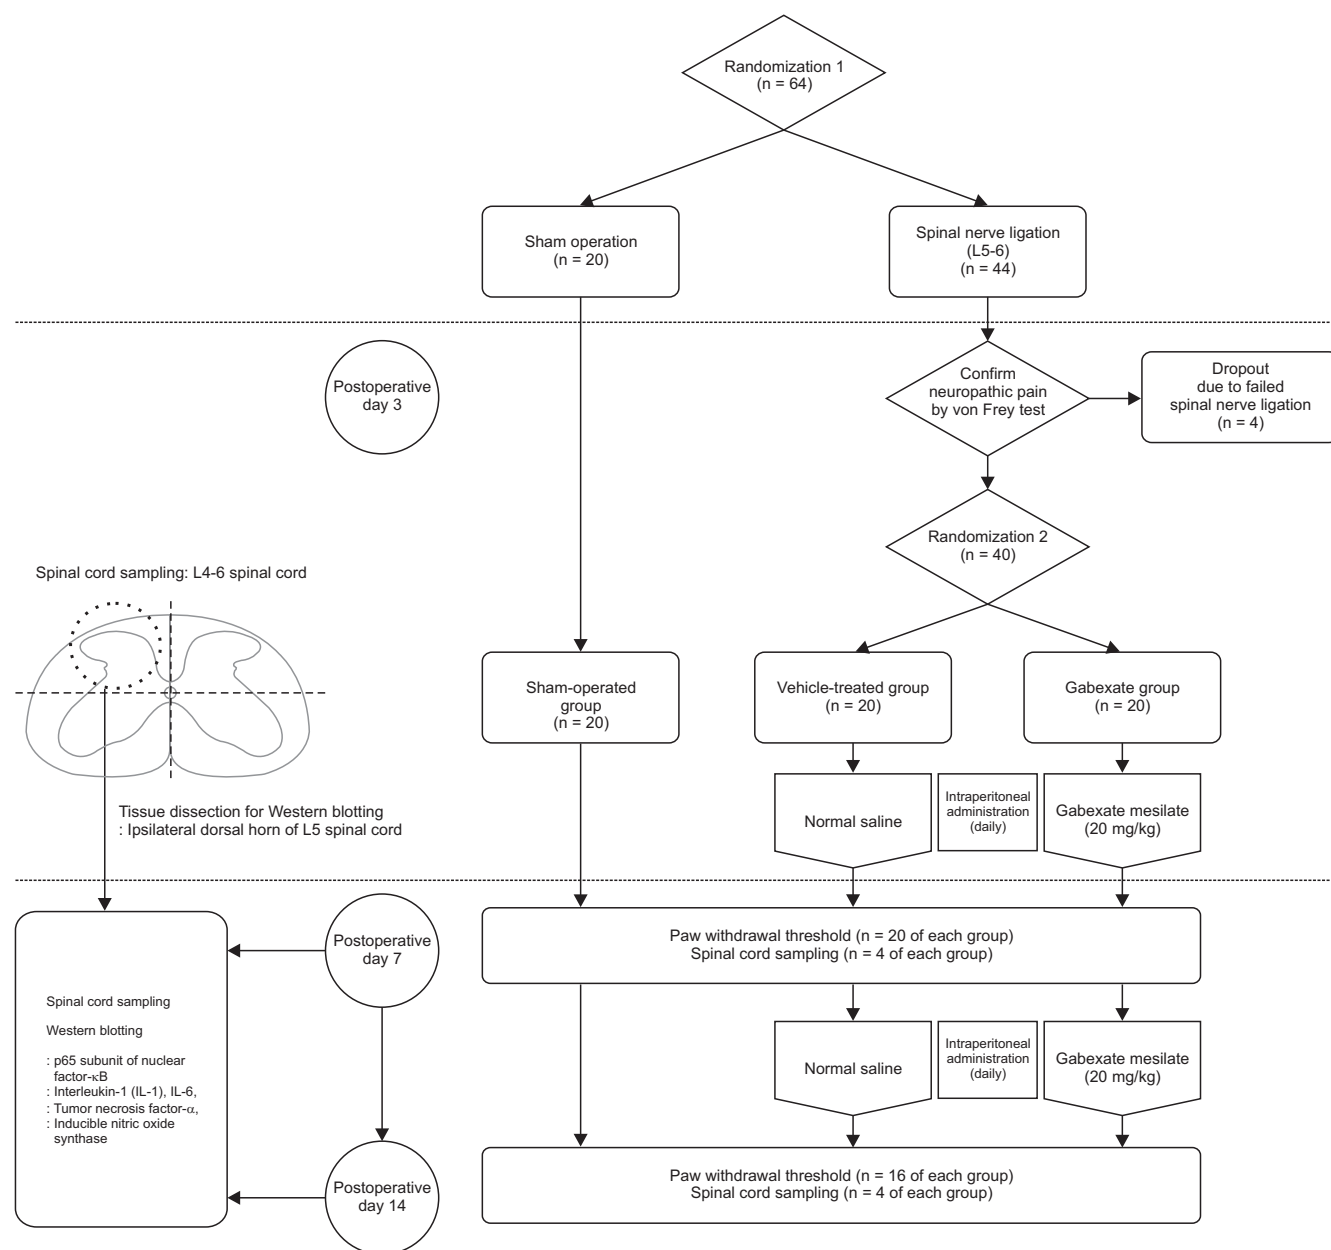 Randomization 1
(n = 64)
Sham operation
(n = 20)
Spinal nerve ligation
(L5-6)
(n = 44)
Postoperative
day 3
Confirm
neuropathic pain
by von Frey test
Dropout
due to failed
spinal nerve ligation
(n = 4)
Randomization 2
(n = 40)
Spinal cord sampling: L4-6 spinal cord
Sham-operated
group
(n = 20)
Vehicle-treated group
(n = 20)
Gabexate group
(n = 20)
Tissue dissection for Western blotting
: Ipsilateral dorsal horn of L5 spinal cord
Normal saline
Intraperitoneal
administration
(daily)
Gabexate mesilate
(20 mg/kg)
Postoperative
day 7
Paw withdrawal threshold (n = 20 of each group)
Spinal cord sampling (n = 4 of each group)
Spinal cord sampling
Western blotting
: p65 subunit of nuclear
factor-κB
: Interleukin-1 (IL-1), IL-6,
: Tumor necrosis factor-α,
: Inducible nitric oxide
synthase
Normal saline
Intraperitoneal
administration
(daily)
Gabexate mesilate
(20 mg/kg)
Postoperative
day 14
Paw withdrawal threshold (n = 16 of each group)
Spinal cord sampling (n = 4 of each group)